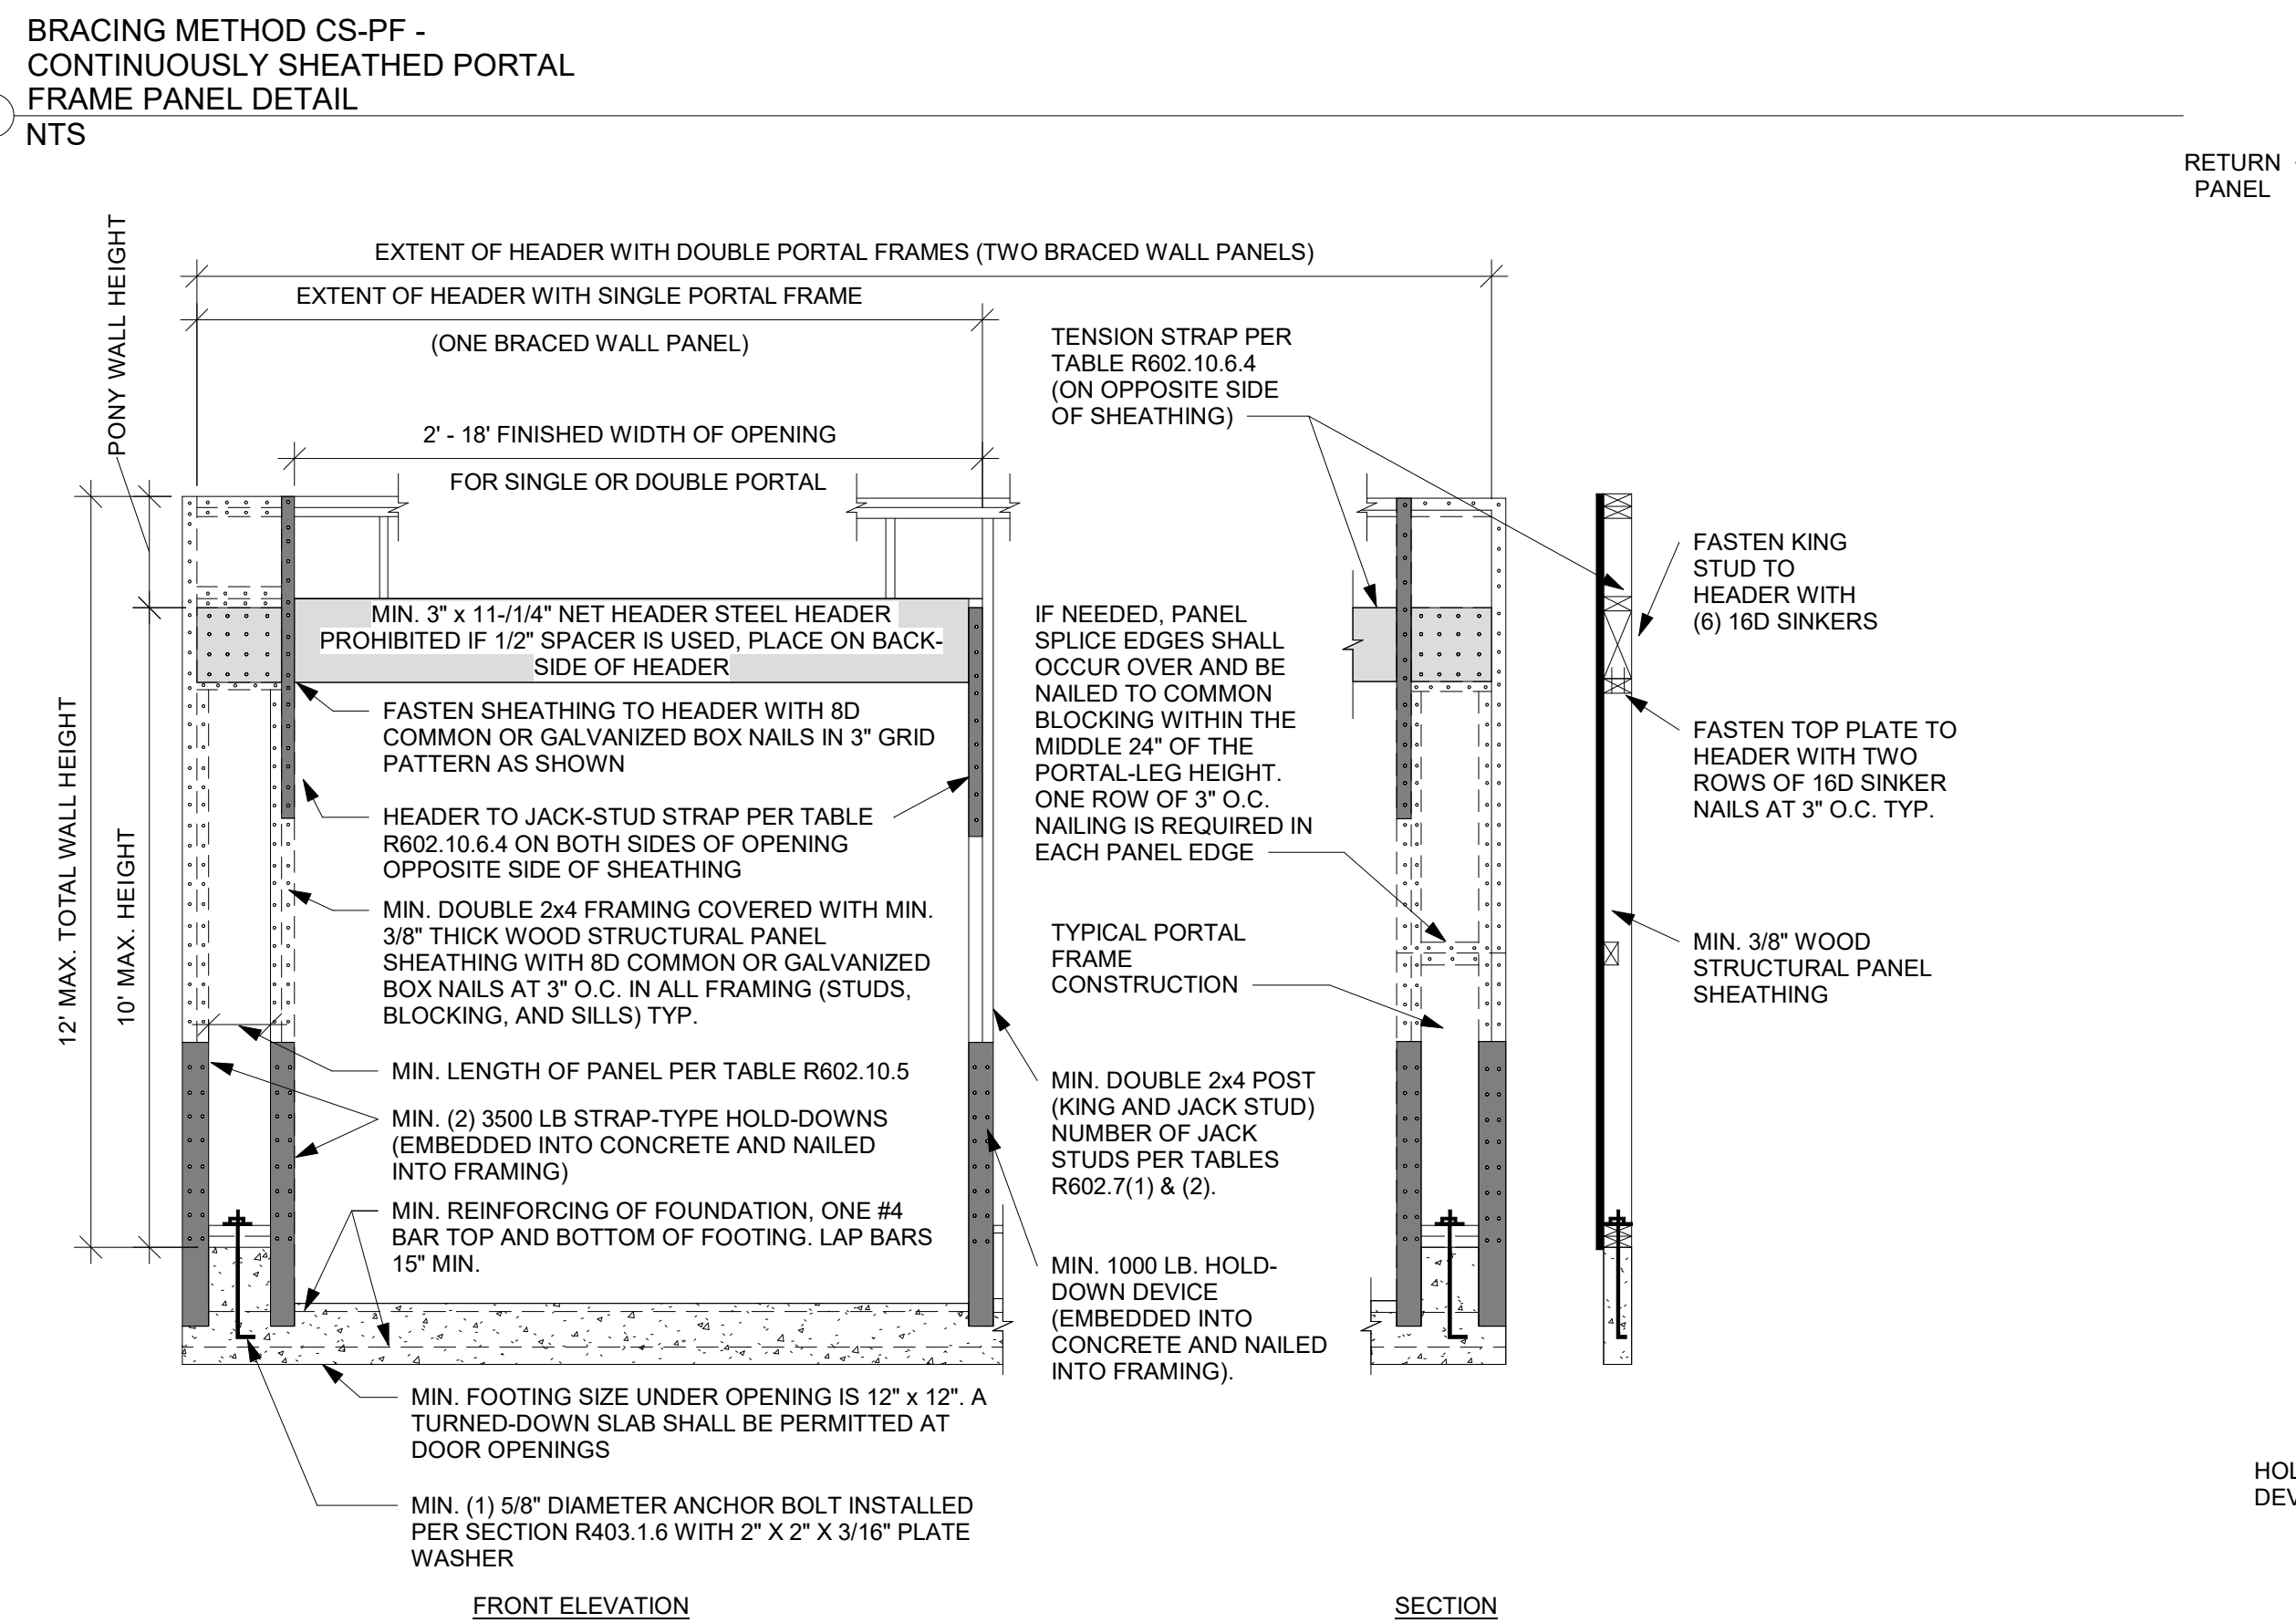 BRACING METHOD CS-PF -
CONTINUOUSLY SHEATHED PORTAL
FRAME PANEL DETAIL
NTS
RETURN
PANEL
PONY WALL HEIGHT
EXTENT OF HEADER WITH DOUBLE PORTAL FRAMES (TWO BRACED WALL PANELS)
EXTENT OF HEADER WITH SINGLE PORTAL FRAME
(ONE BRACED WALL PANEL)
2' - 18' FINISHED WIDTH OF OPENING
FOR SINGLE OR DOUBLE PORTAL
12' MAX. TOTAL WALL HEIGHT
10' MAX. HEIGHT
MIN. 3" x 11-/1/4" NET HEADER STEEL HEADER
PROHIBITED IF 1/2" SPACER IS USED, PLACE ON BACK-
SIDE OF HEADER
FASTEN SHEATHING TO HEADER WITH 8D
COMMON OR GALVANIZED BOX NAILS IN 3" GRID
PATTERN AS SHOWN
HEADER TO JACK-STUD STRAP PER TABLE
R602.10.6.4 ON BOTH SIDES OF OPENING
OPPOSITE SIDE OF SHEATHING
MIN. DOUBLE 2x4 FRAMING COVERED WITH MIN.
3/8" THICK WOOD STRUCTURAL PANEL
SHEATHING WITH 8D COMMON OR GALVANIZED
BOX NAILS AT 3" O.C. IN ALL FRAMING (STUDS,
BLOCKING, AND SILLS) TYP.
MIN. LENGTH OF PANEL PER TABLE R602.10.5
MIN. (2) 3500 LB STRAP-TYPE HOLD-DOWNS
(EMBEDDED INTO CONCRETE AND NAILED
INTO FRAMING)
MIN. REINFORCING OF FOUNDATION, ONE #4
BAR TOP AND BOTTOM OF FOOTING. LAP BARS
15" MIN.
MIN. FOOTING SIZE UNDER OPENING IS 12" x 12". A
TURNED-DOWN SLAB SHALL BE PERMITTED AT
DOOR OPENINGS
MIN. (1) 5/8" DIAMETER ANCHOR BOLT INSTALLED
PER SECTION R403.1.6 WITH 2" X 2" X 3/16" PLATE
WASHER
FRONT ELEVATION
TENSION STRAP PER
TABLE R602.10.6.4
(ON OPPOSITE SIDE
OF SHEATHING)
IF NEEDED, PANEL
SPLICE EDGES SHALL
OCCUR OVER AND BE
NAILED TO COMMON
BLOCKING WITHIN THE
MIDDLE 24" OF THE
PORTAL-LEG HEIGHT.
ONE ROW OF 3" O.C.
NAILING IS REQUIRED IN
EACH PANEL EDGE
TYPICAL PORTAL
FRAME
CONSTRUCTION
MIN. DOUBLE 2x4 POST
(KING AND JACK STUD)
NUMBER OF JACK
STUDS PER TABLES
R602.7(1) & (2).
MIN. 1000 LB. HOLD-
DOWN DEVICE
(EMBEDDED INTO
CONCRETE AND NAILED
INTO FRAMING).
FASTEN KING
STUD TO
HEADER WITH
(6) 16D SINKERS
FASTEN TOP PLATE TO
HEADER WITH TWO
ROWS OF 16D SINKER
NAILS AT 3" O.C. TYP.
MIN. 3/8" WOOD
STRUCTURAL PANEL
SHEATHING
SECTION